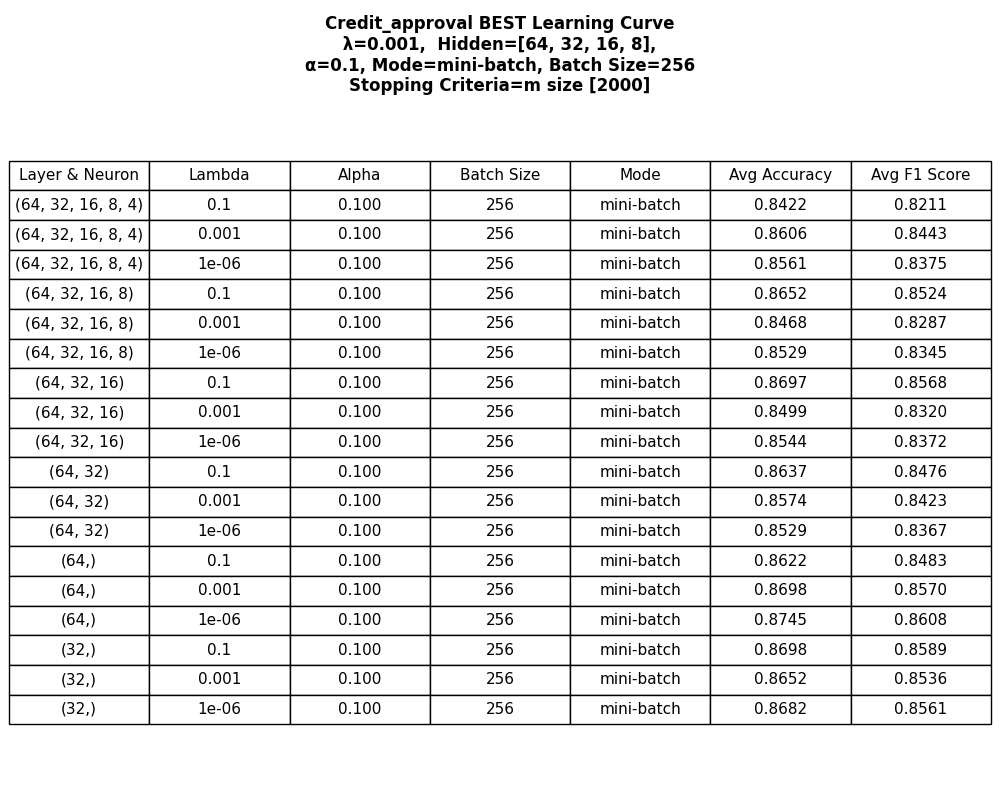 Credit_approval BEST Learning Curve
λ=0.001,  Hidden=[64, 32, 16, 8],
α=0.1, Mode=mini-batch, Batch Size=256
Stopping Criteria=m size [2000]
Layer & Neuron Lambda Alpha Batch Size Mode Avg Accuracy Avg F1 Score
(64, 32, 16, 8, 4) 0.1 0.100 256 mini-batch 0.8422 0.8211
(64, 32, 16, 8, 4) 0.001 0.100 256 mini-batch 0.8606 0.8443
(64, 32, 16, 8, 4) 1e-06 0.100 256 mini-batch 0.8561 0.8375
(64, 32, 16, 8) 0.1 0.100 256 mini-batch 0.8652 0.8524
(64, 32, 16, 8) 0.001 0.100 256 mini-batch 0.8468 0.8287
(64, 32, 16, 8) 1e-06 0.100 256 mini-batch 0.8529 0.8345
(64, 32, 16) 0.1 0.100 256 mini-batch 0.8697 0.8568
(64, 32, 16) 0.001 0.100 256 mini-batch 0.8499 0.8320
(64, 32, 16) 1e-06 0.100 256 mini-batch 0.8544 0.8372
(64, 32) 0.1 0.100 256 mini-batch 0.8637 0.8476
(64, 32) 0.001 0.100 256 mini-batch 0.8574 0.8423
(64, 32) 1e-06 0.100 256 mini-batch 0.8529 0.8367
(64,) 0.1 0.100 256 mini-batch 0.8622 0.8483
(64,) 0.001 0.100 256 mini-batch 0.8698 0.8570
(64,) 1e-06 0.100 256 mini-batch 0.8745 0.8608
(32,) 0.1 0.100 256 mini-batch 0.8698 0.8589
(32,) 0.001 0.100 256 mini-batch 0.8652 0.8536
(32,) 1e-06 0.100 256 mini-batch 0.8682 0.8561